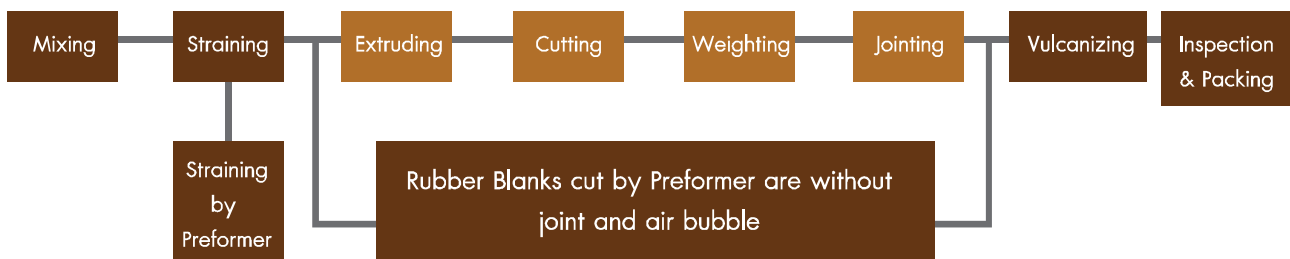 Mixing
Straining
Extruding
Cutting
Weighting
Jointing
Vulcanizing
Inspection
& Packing
Straining
by
Preformer
Rubber Blanks cut by Preformer are without
joint and air bubble